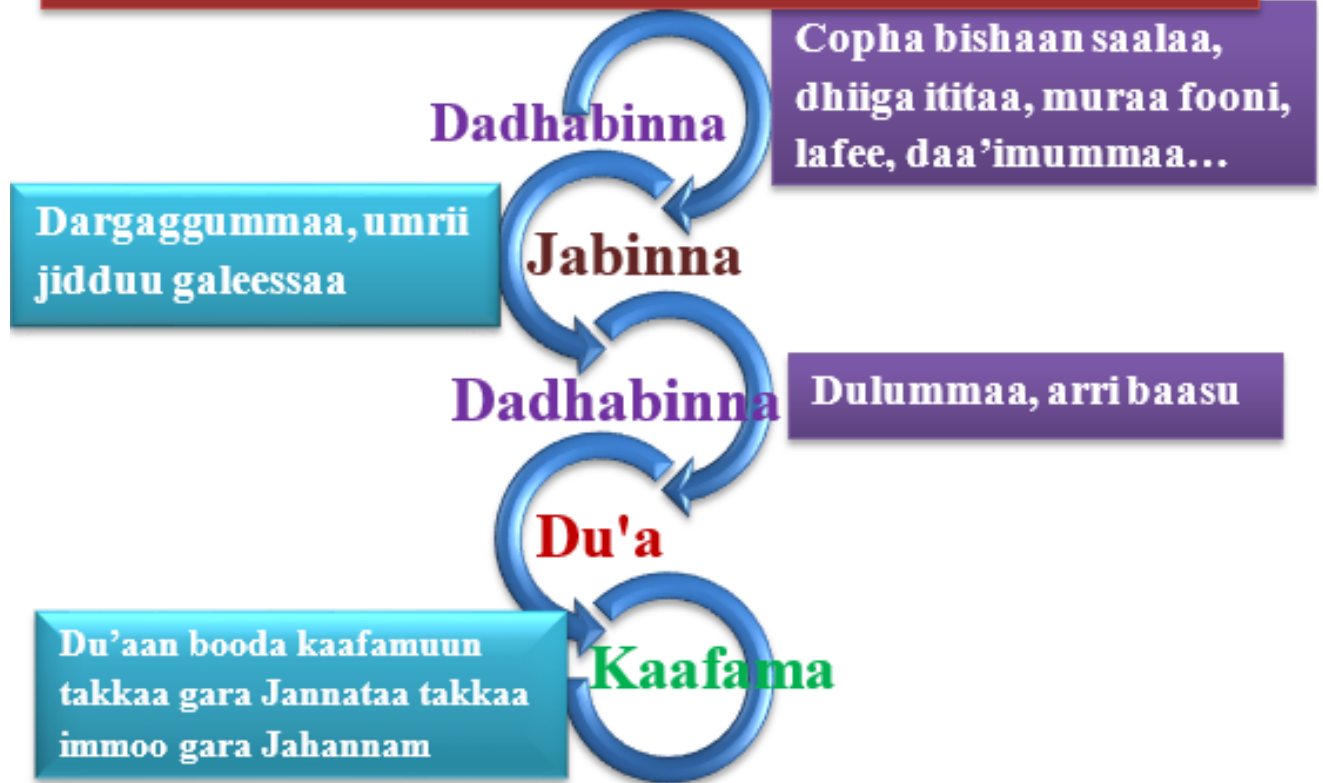 Copha bishaan saalaa,
dhiiga ititaa, muraa fooni,
lafee, daa’imummaa…
Dadhabinna
Dargaggummaa, umrii
jidduu galeessaa
Jabinna
Dadhabinna
Dulummaa, arri baasu
Du'a
Du’aan booda kaafamuun
takkaa gara Jannataa takkaa
immoo gara Jahannam
Kaafama